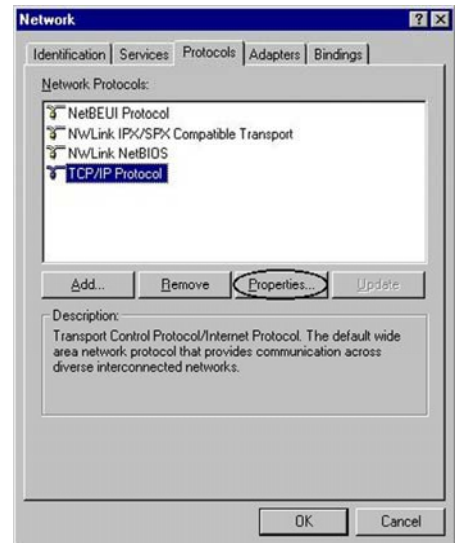 Network
Identification Services Protocols Adapters Bindings
Network Protocols:
NetBEUI Protocol
NWLink IPX/SPX Compatible Transport
NWLink NetBIOS
TCP/IP Protocol
Add... Remove Properties... Update
Description:
Transport Control Protocol/Internet Protocol. The default wide
area network protocol that provides communication across
diverse interconnected networks.
OK Cancel